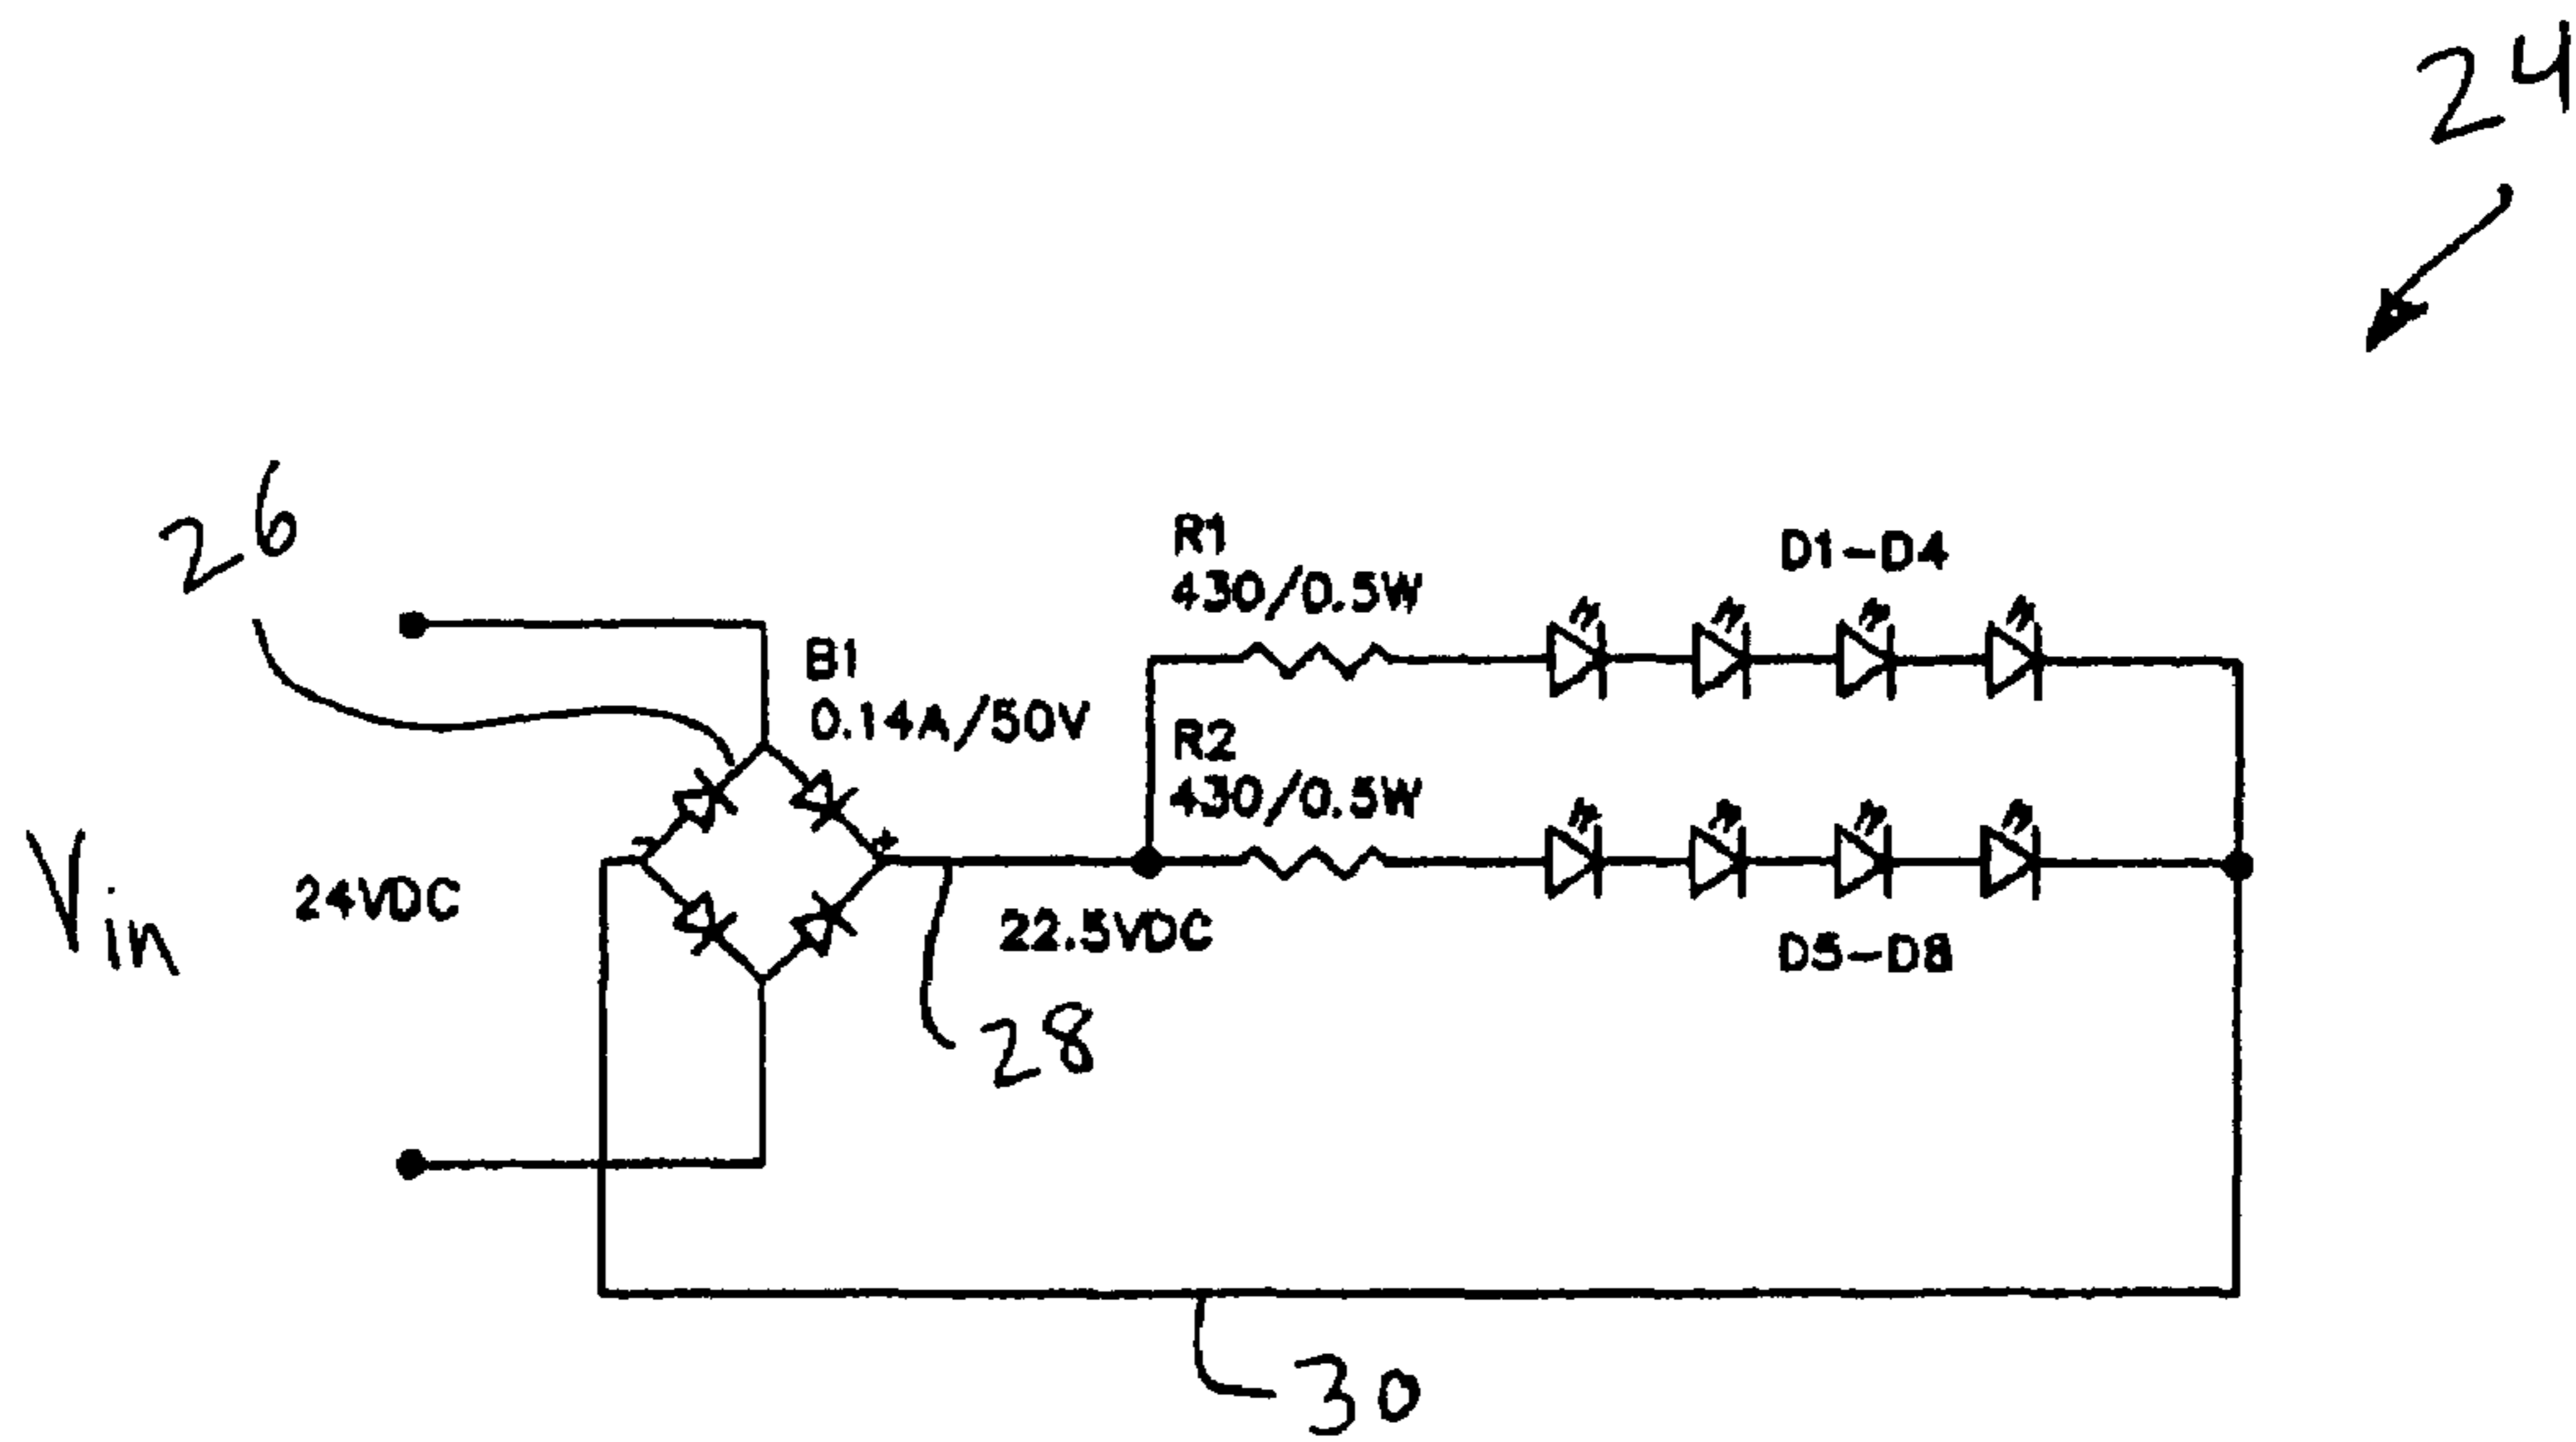 24
26
R1
430/0.5W
D1-D4
B1
0.14A/50V
R2
430/0.5W
- +
Vin
24VDC
22.5VDC
D5-D8
28
30